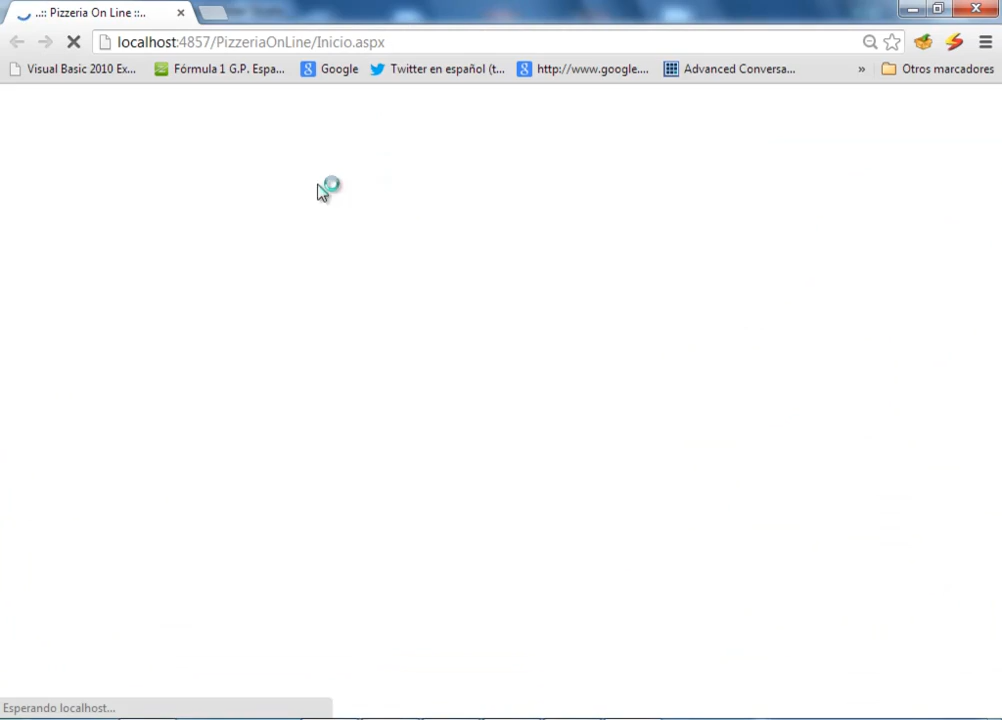 ..:: Pizzeria On Line ::..
localhost:4857/PizzeriaOnLine/Inicio.aspx
Visual Basic 2010 Ex... Fórmula 1 G.P. Espa... Google Twitter en español (t... http://www.google.... Advanced Conversa... » Otros marcadores
Esperando localhost...